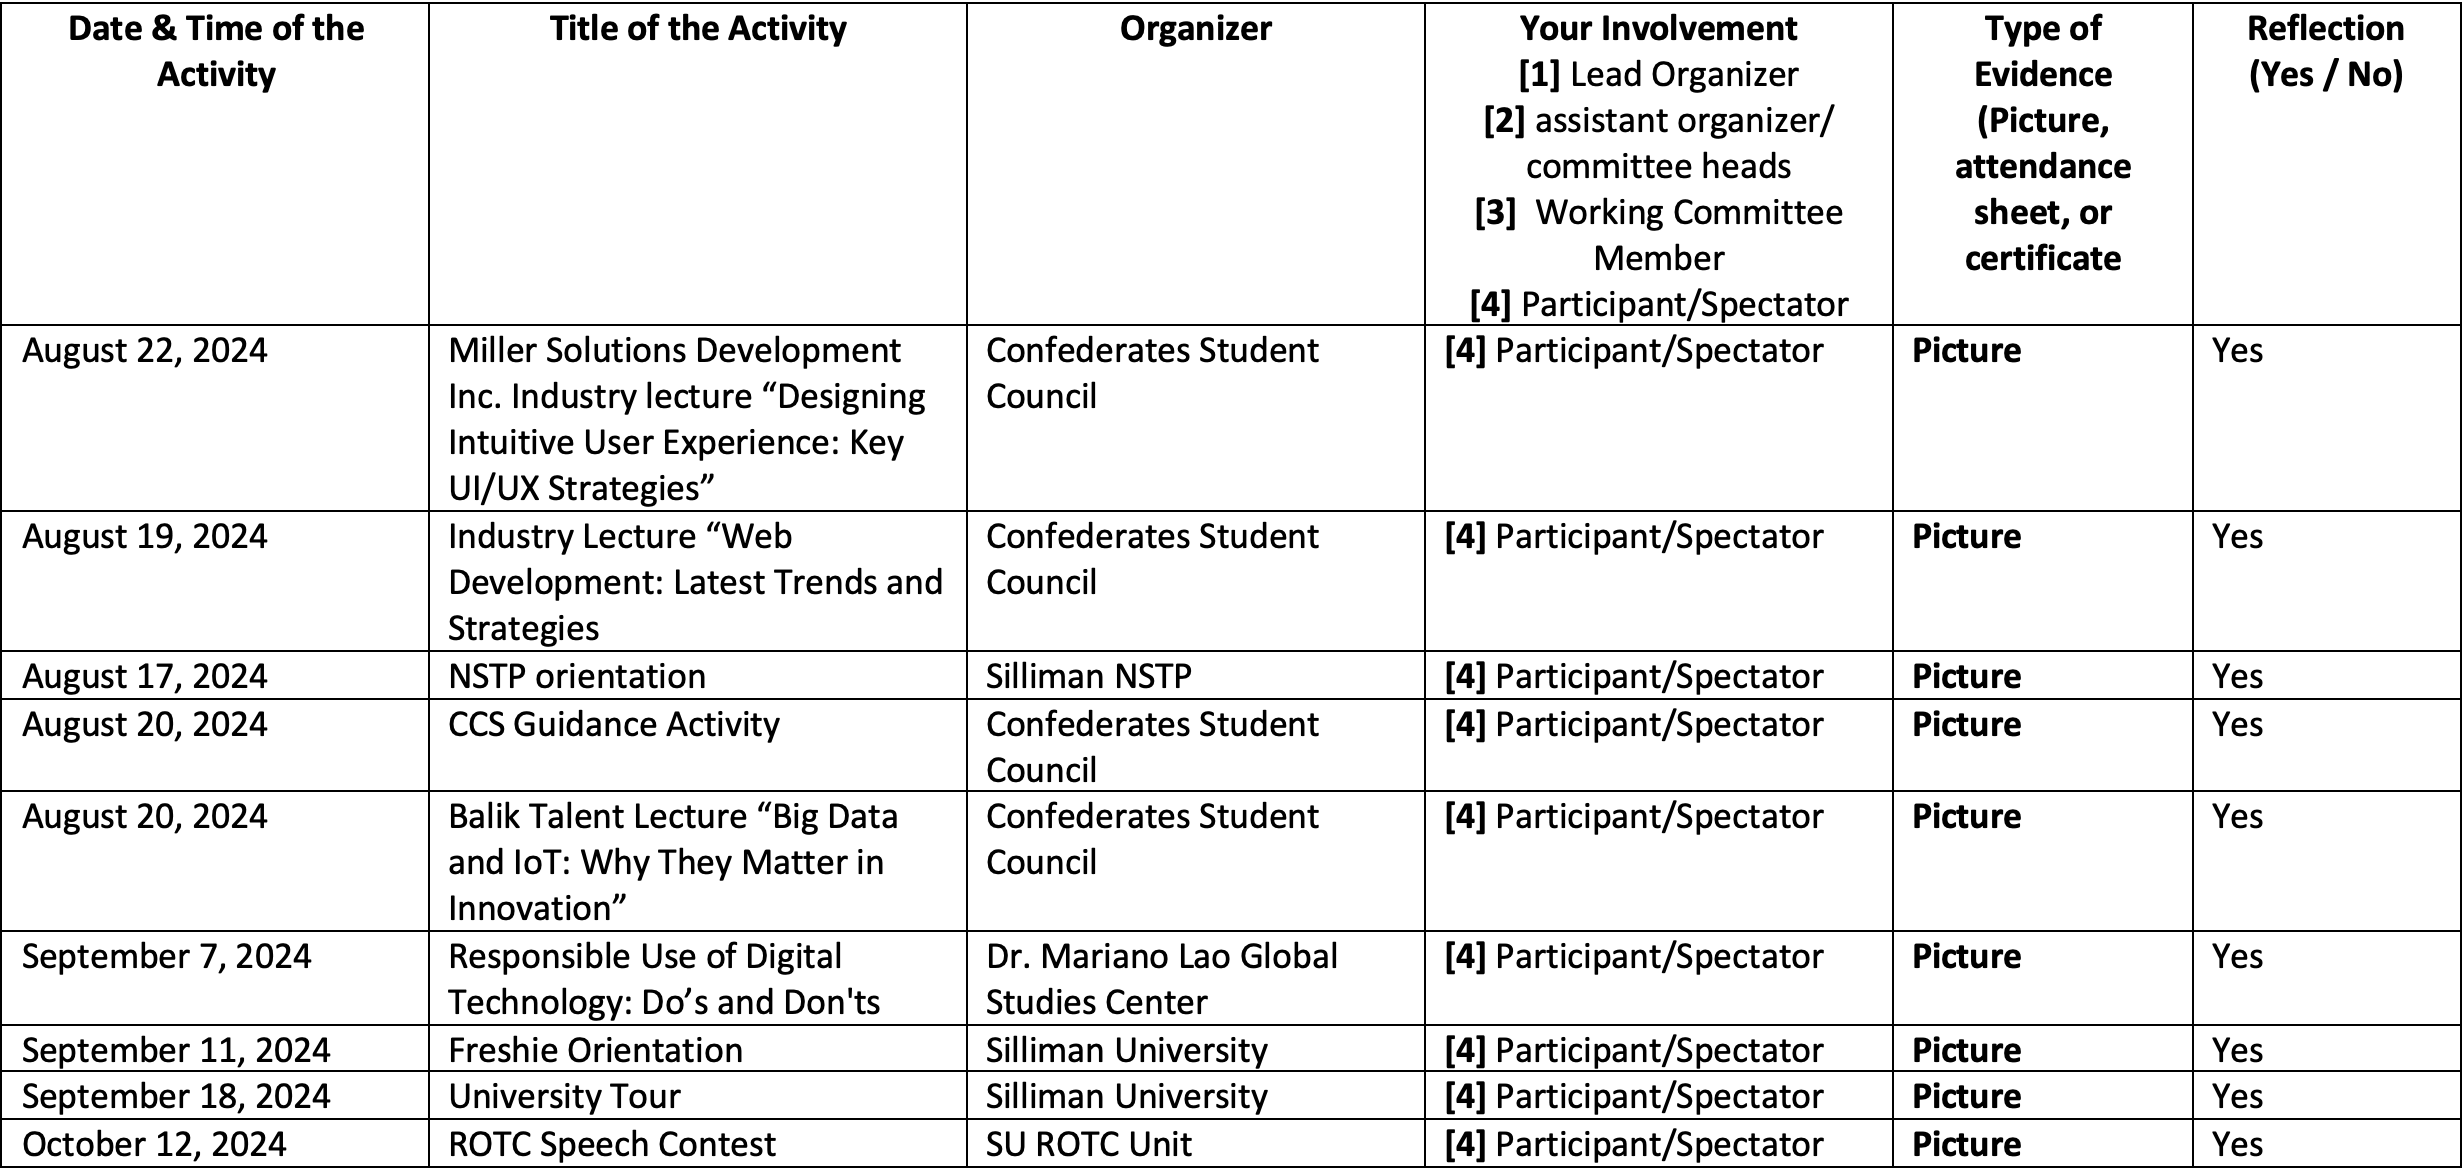 Date & Time of the
Activity
Title of the Activity
Organizer
Your Involvement
[1] Lead Organizer
[2] assistant organizer/
committee heads
[3]  Working Committee
Member
[4] Participant/Spectator
Type of
Evidence
(Picture,
attendance
sheet, or
certificate
Reflection
(Yes / No)
August 22, 2024
Miller Solutions Development
Inc. Industry lecture “Designing
Intuitive User Experience: Key
UI/UX Strategies”
Confederates Student
Council
[4] Participant/Spectator
Picture
Yes
August 19, 2024
Industry Lecture “Web
Development: Latest Trends and
Strategies
Confederates Student
Council
[4] Participant/Spectator
Picture
Yes
August 17, 2024
NSTP orientation
Silliman NSTP
[4] Participant/Spectator
Picture
Yes
August 20, 2024
CCS Guidance Activity
Confederates Student
Council
[4] Participant/Spectator
Picture
Yes
August 20, 2024
Balik Talent Lecture “Big Data
and IoT: Why They Matter in
Innovation”
Confederates Student
Council
[4] Participant/Spectator
Picture
Yes
September 7, 2024
Responsible Use of Digital
Technology: Do’s and Don'ts
Dr. Mariano Lao Global
Studies Center
[4] Participant/Spectator
Picture
Yes
September 11, 2024
Freshie Orientation
Silliman University
[4] Participant/Spectator
Picture
Yes
September 18, 2024
University Tour
Silliman University
[4] Participant/Spectator
Picture
Yes
October 12, 2024
ROTC Speech Contest
SU ROTC Unit
[4] Participant/Spectator
Picture
Yes